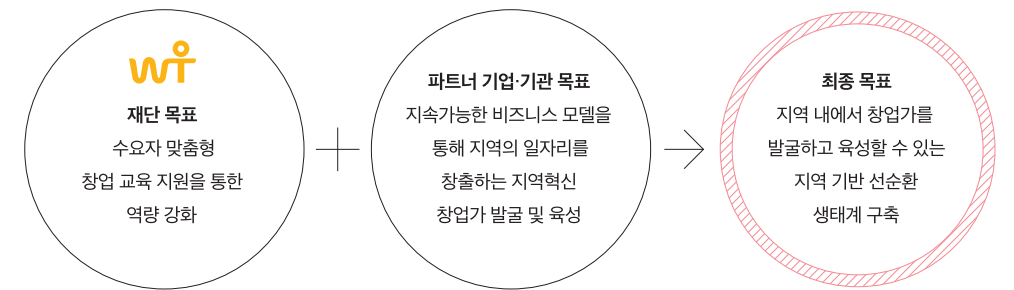 재단 목표
수요자 맞춤형
창업 교육 지원을 통한
역량 강화
파트너 기업·기관 목표
지속가능한 비즈니스 모델을
통해 지역의 일자리를
창출하는 지역혁신
창업가 발굴 및 육성
최종 목표
지역 내에서 창업가를
발굴하고 육성할 수 있는
지역 기반 선순환
생태계 구축